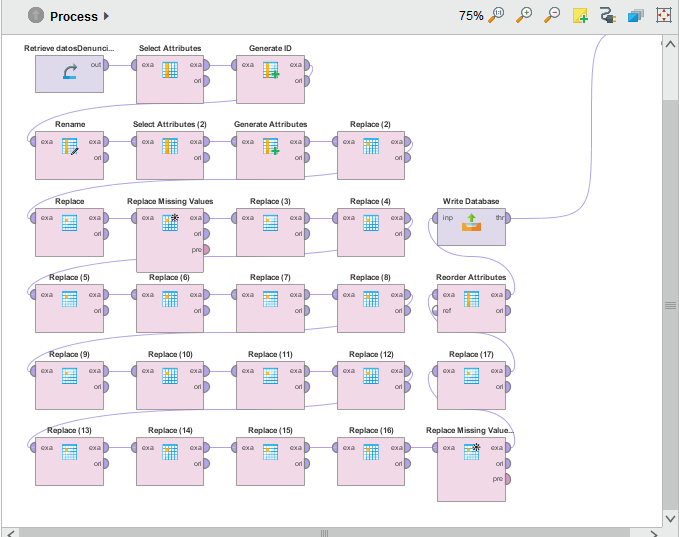 Process
75%
Retrieve datosDenunci...
Select Attributes
Generate ID
out
exa
exa
ori
exa
exa
ori
Rename
Select Attributes (2)
Generate Attributes
Replace (2)
exa
exa
ori
exa
exa
ori
exa
exa
ori
exa
exa
ori
Replace
Replace Missing Values
Replace (3)
Replace (4)
Write Database
exa
exa
ori
exa
exa
ori
pre
exa
exa
ori
exa
exa
ori
inp
thr
Replace (5)
Replace (6)
Replace (7)
Replace (8)
Reorder Attributes
exa
exa
ori
exa
exa
ori
exa
exa
ori
exa
exa
ori
exa
exa
ref
ori
Replace (9)
Replace (10)
Replace (11)
Replace (12)
Replace (17)
exa
exa
ori
exa
exa
ori
exa
exa
ori
exa
exa
ori
exa
exa
ori
Replace (13)
Replace (14)
Replace (15)
Replace (16)
Replace Missing Value...
exa
exa
ori
exa
exa
ori
exa
exa
ori
exa
exa
ori
exa
exa
ori
pre